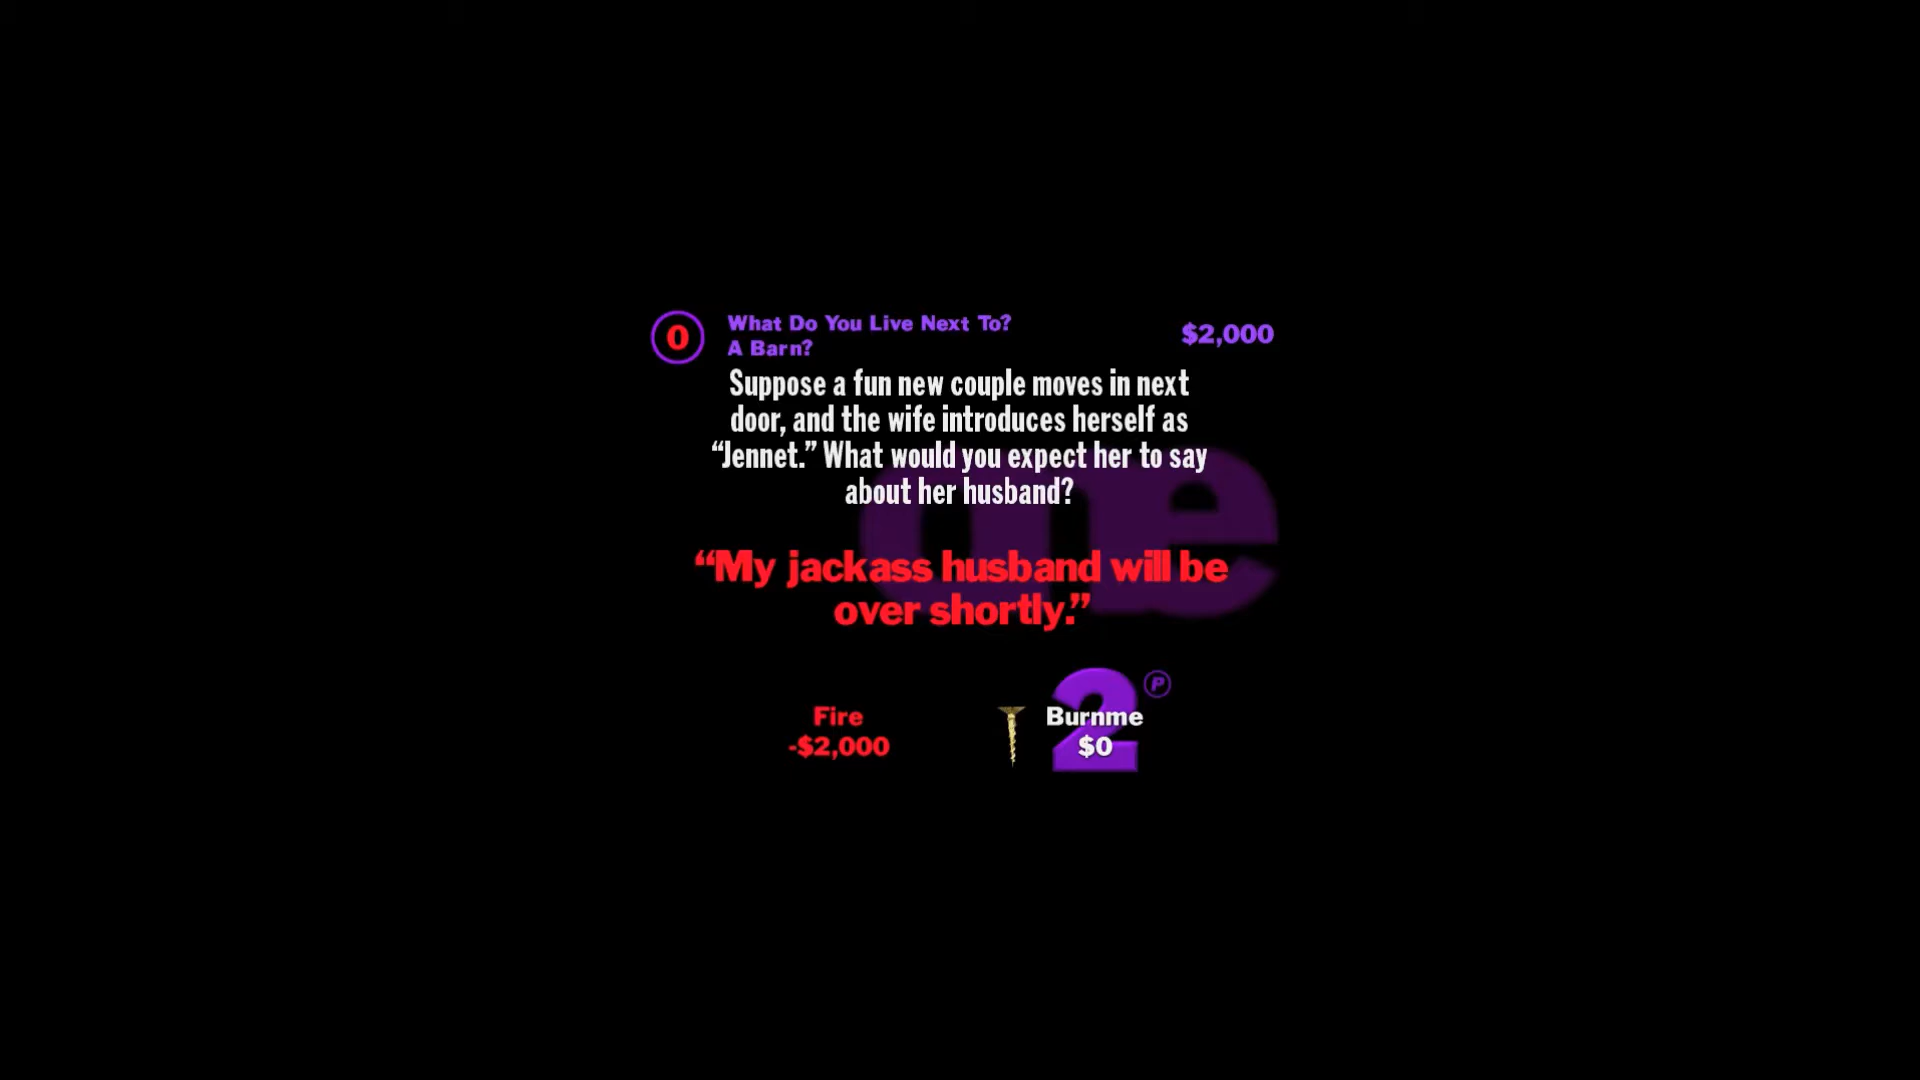 0
What Do You Live Next To?
A Barn?
$2,000
Suppose a fun new couple moves in next
door, and the wife introduces herself as
“Jennet.” What would you expect her to say
about her husband?
“My jackass husband will be
over shortly.”
Fire
-$2,000
2
P
Burnme
$0
ne